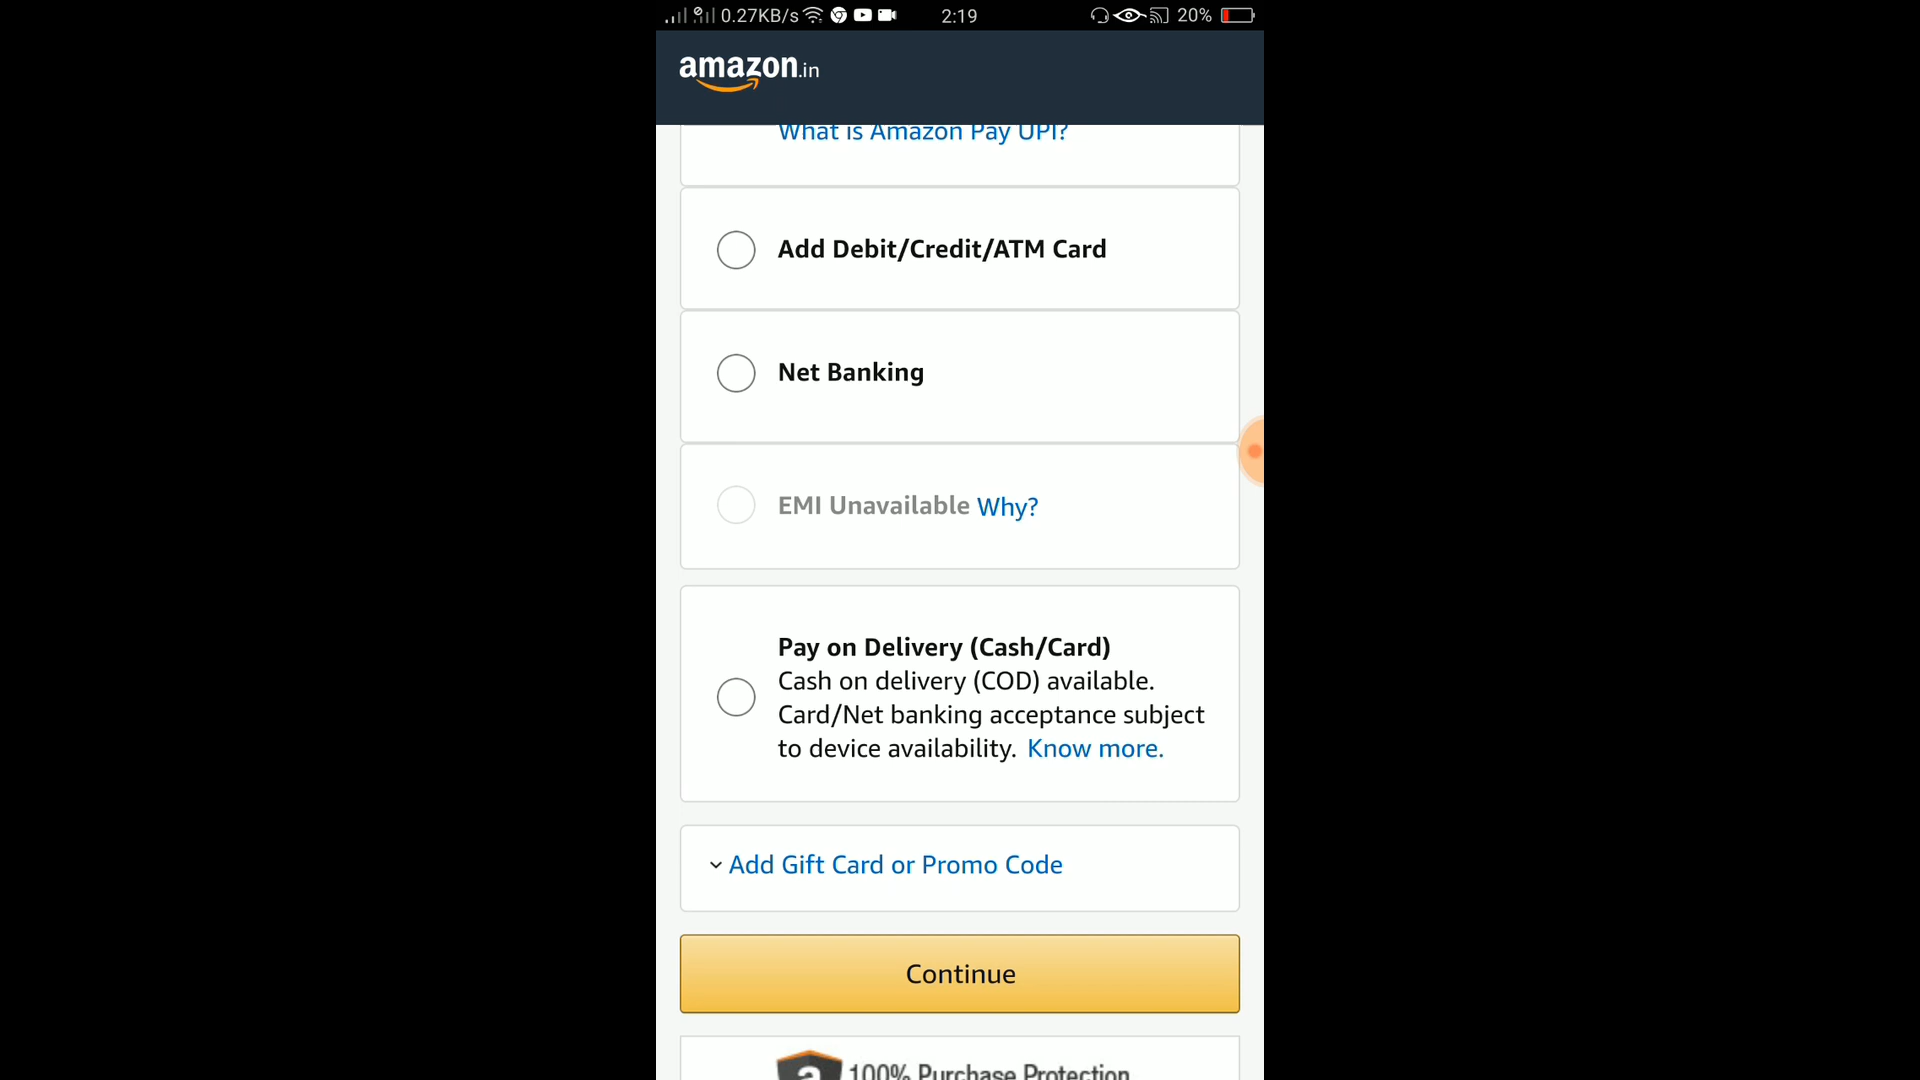 0.27KB/s 2:19 20%
amazon.in
What is Amazon Pay UPI?
Add Debit/Credit/ATM Card
Net Banking
EMI Unavailable Why?
Pay on Delivery (Cash/Card)
Cash on delivery (COD) available.
Card/Net banking acceptance subject
to device availability. Know more.
Add Gift Card or Promo Code
Continue
a 100% Purchase Protection